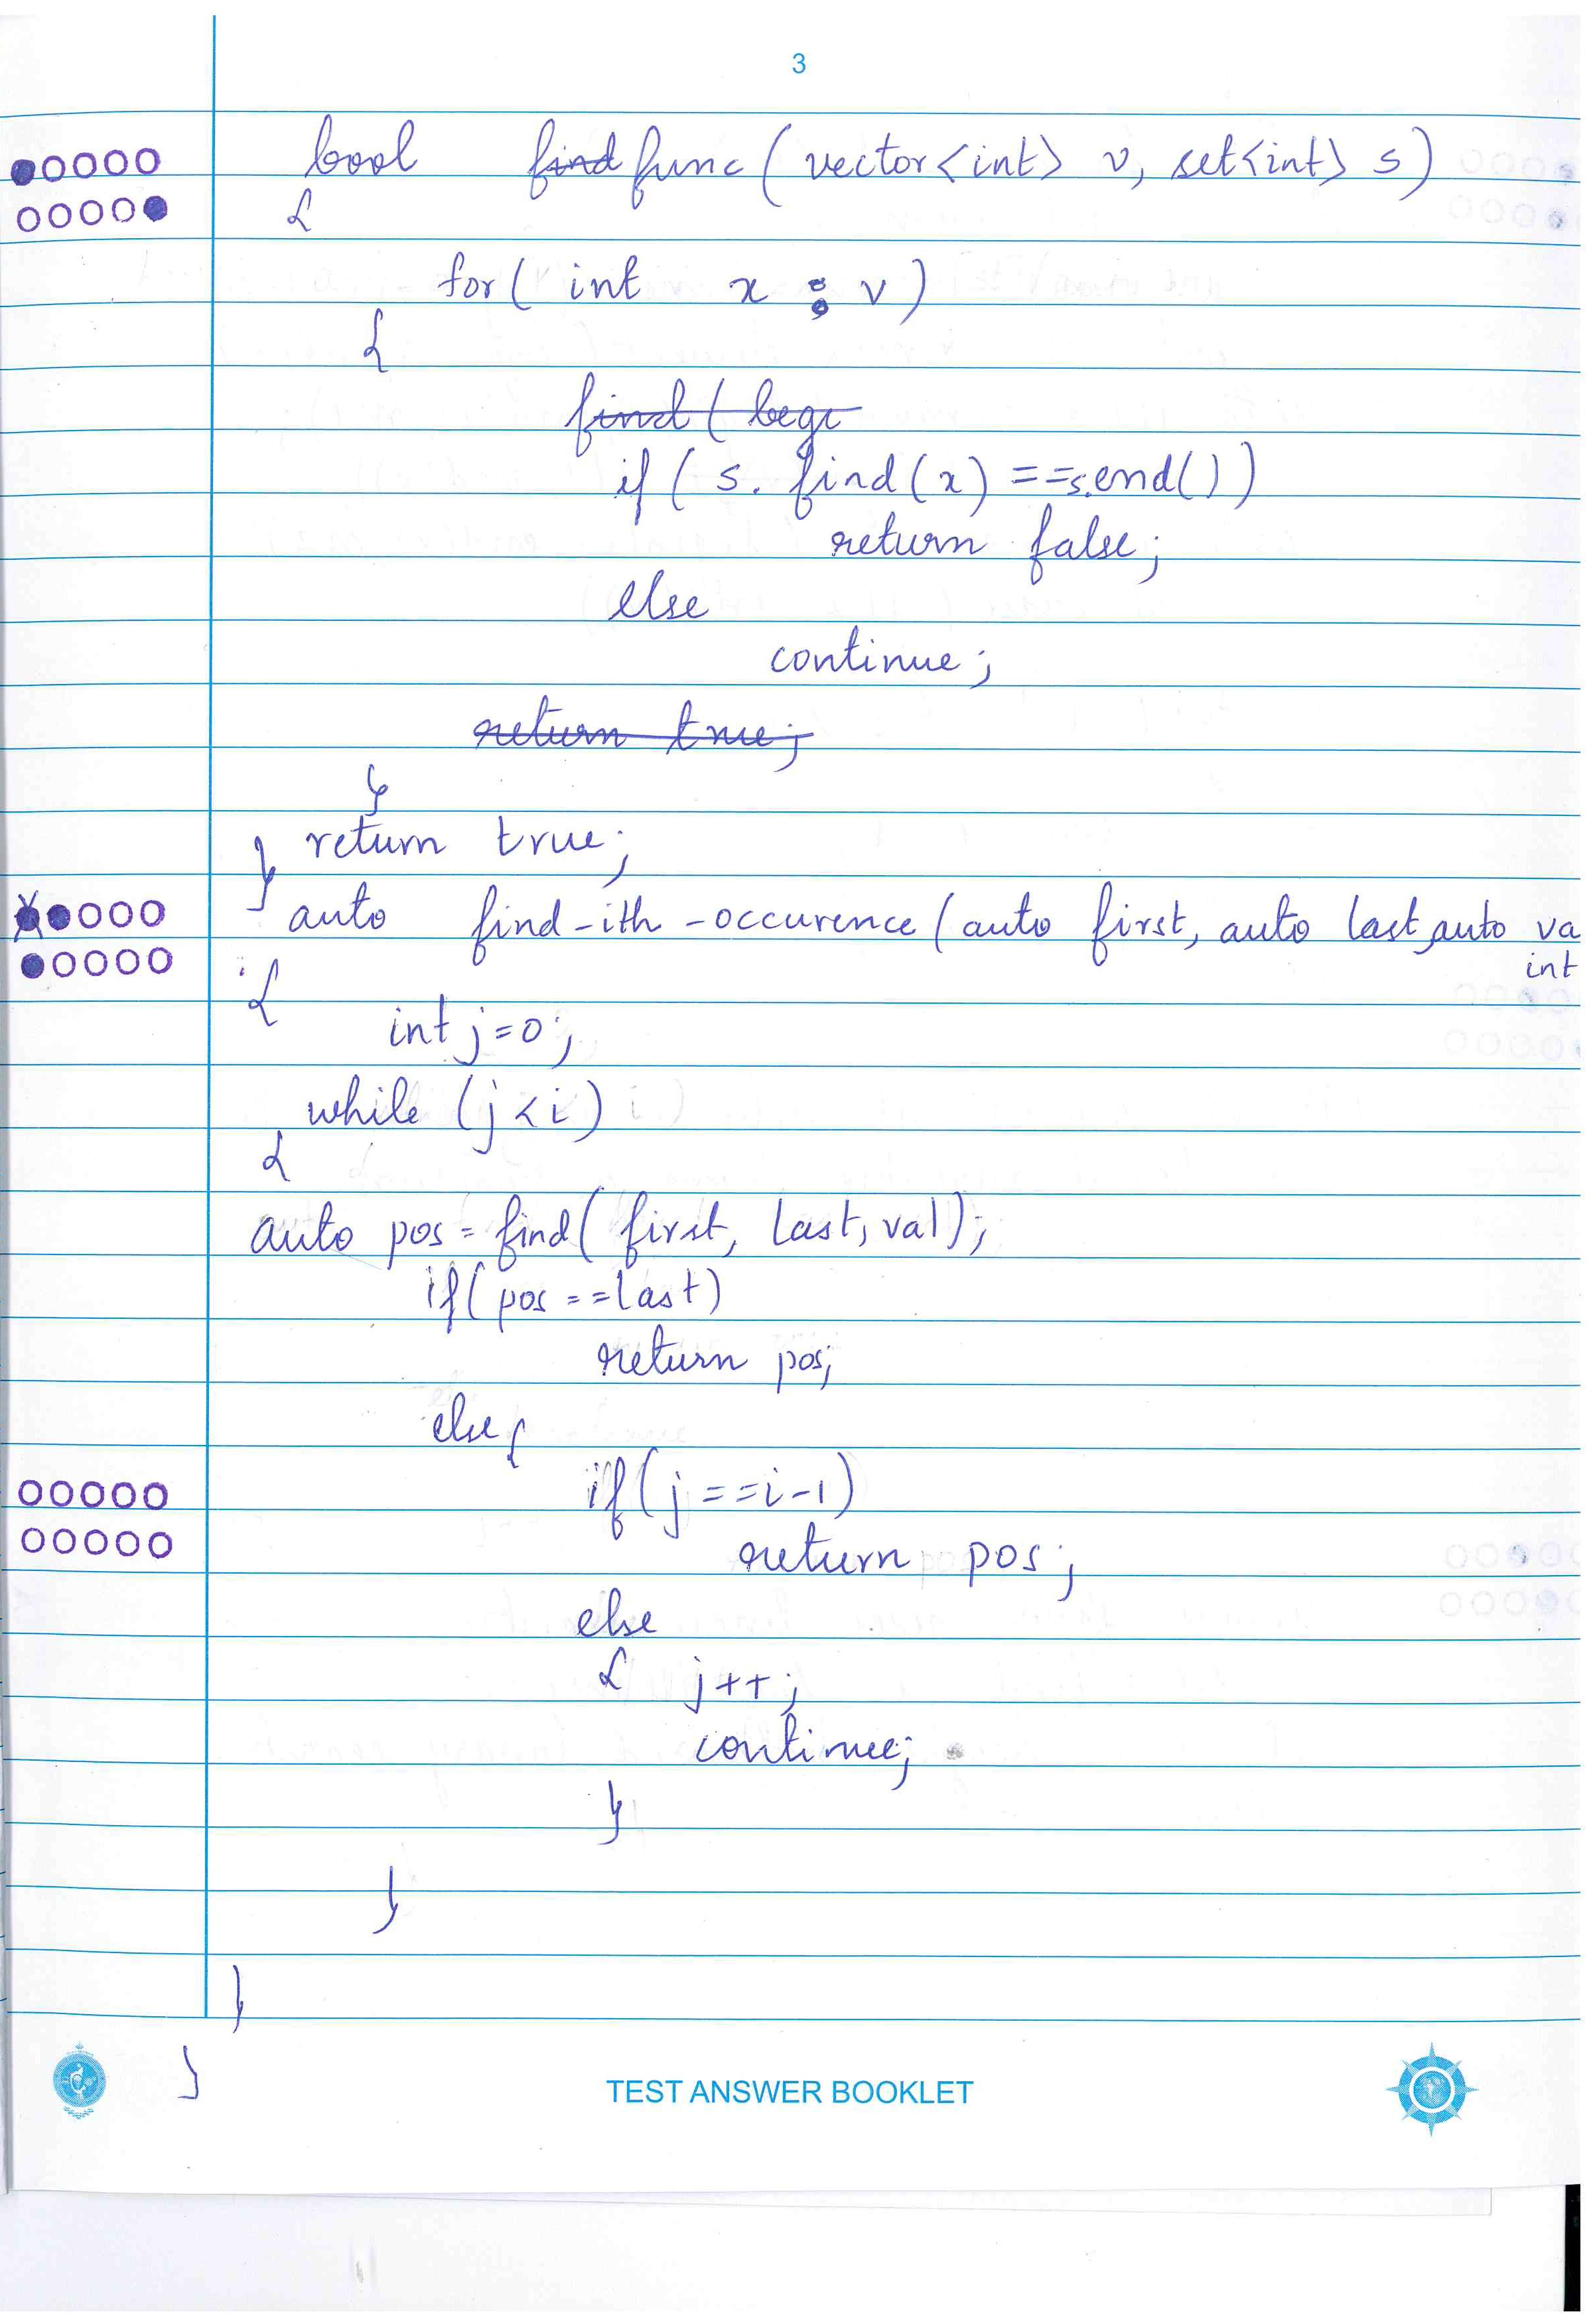 3
bool find func ( vector<int> v, set<int> s )
{
for ( int x : v )
{
find ( begi
if ( s. find ( x ) == s.end( ) )
return false;
else
continue;
return true;
}
return true;
}
auto find-ith-occurence ( auto first, auto last, auto va
int
{
int j=0;
while (j < i)
{
auto pos = find( first, last, val);
if( pos == last)
return pos;
else {
if( j == i-1)
return pos;
else
{ j++;
continue;
}
}
}
}
TEST ANSWER BOOKLET